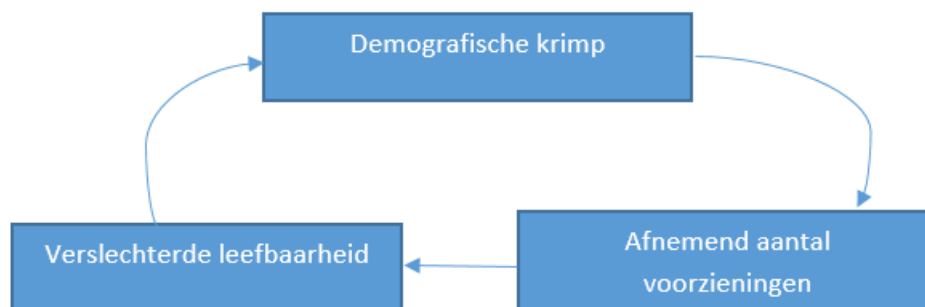 Demografische krimp
Verslechterde leefbaarheid
Afnemend aantal
voorzieningen